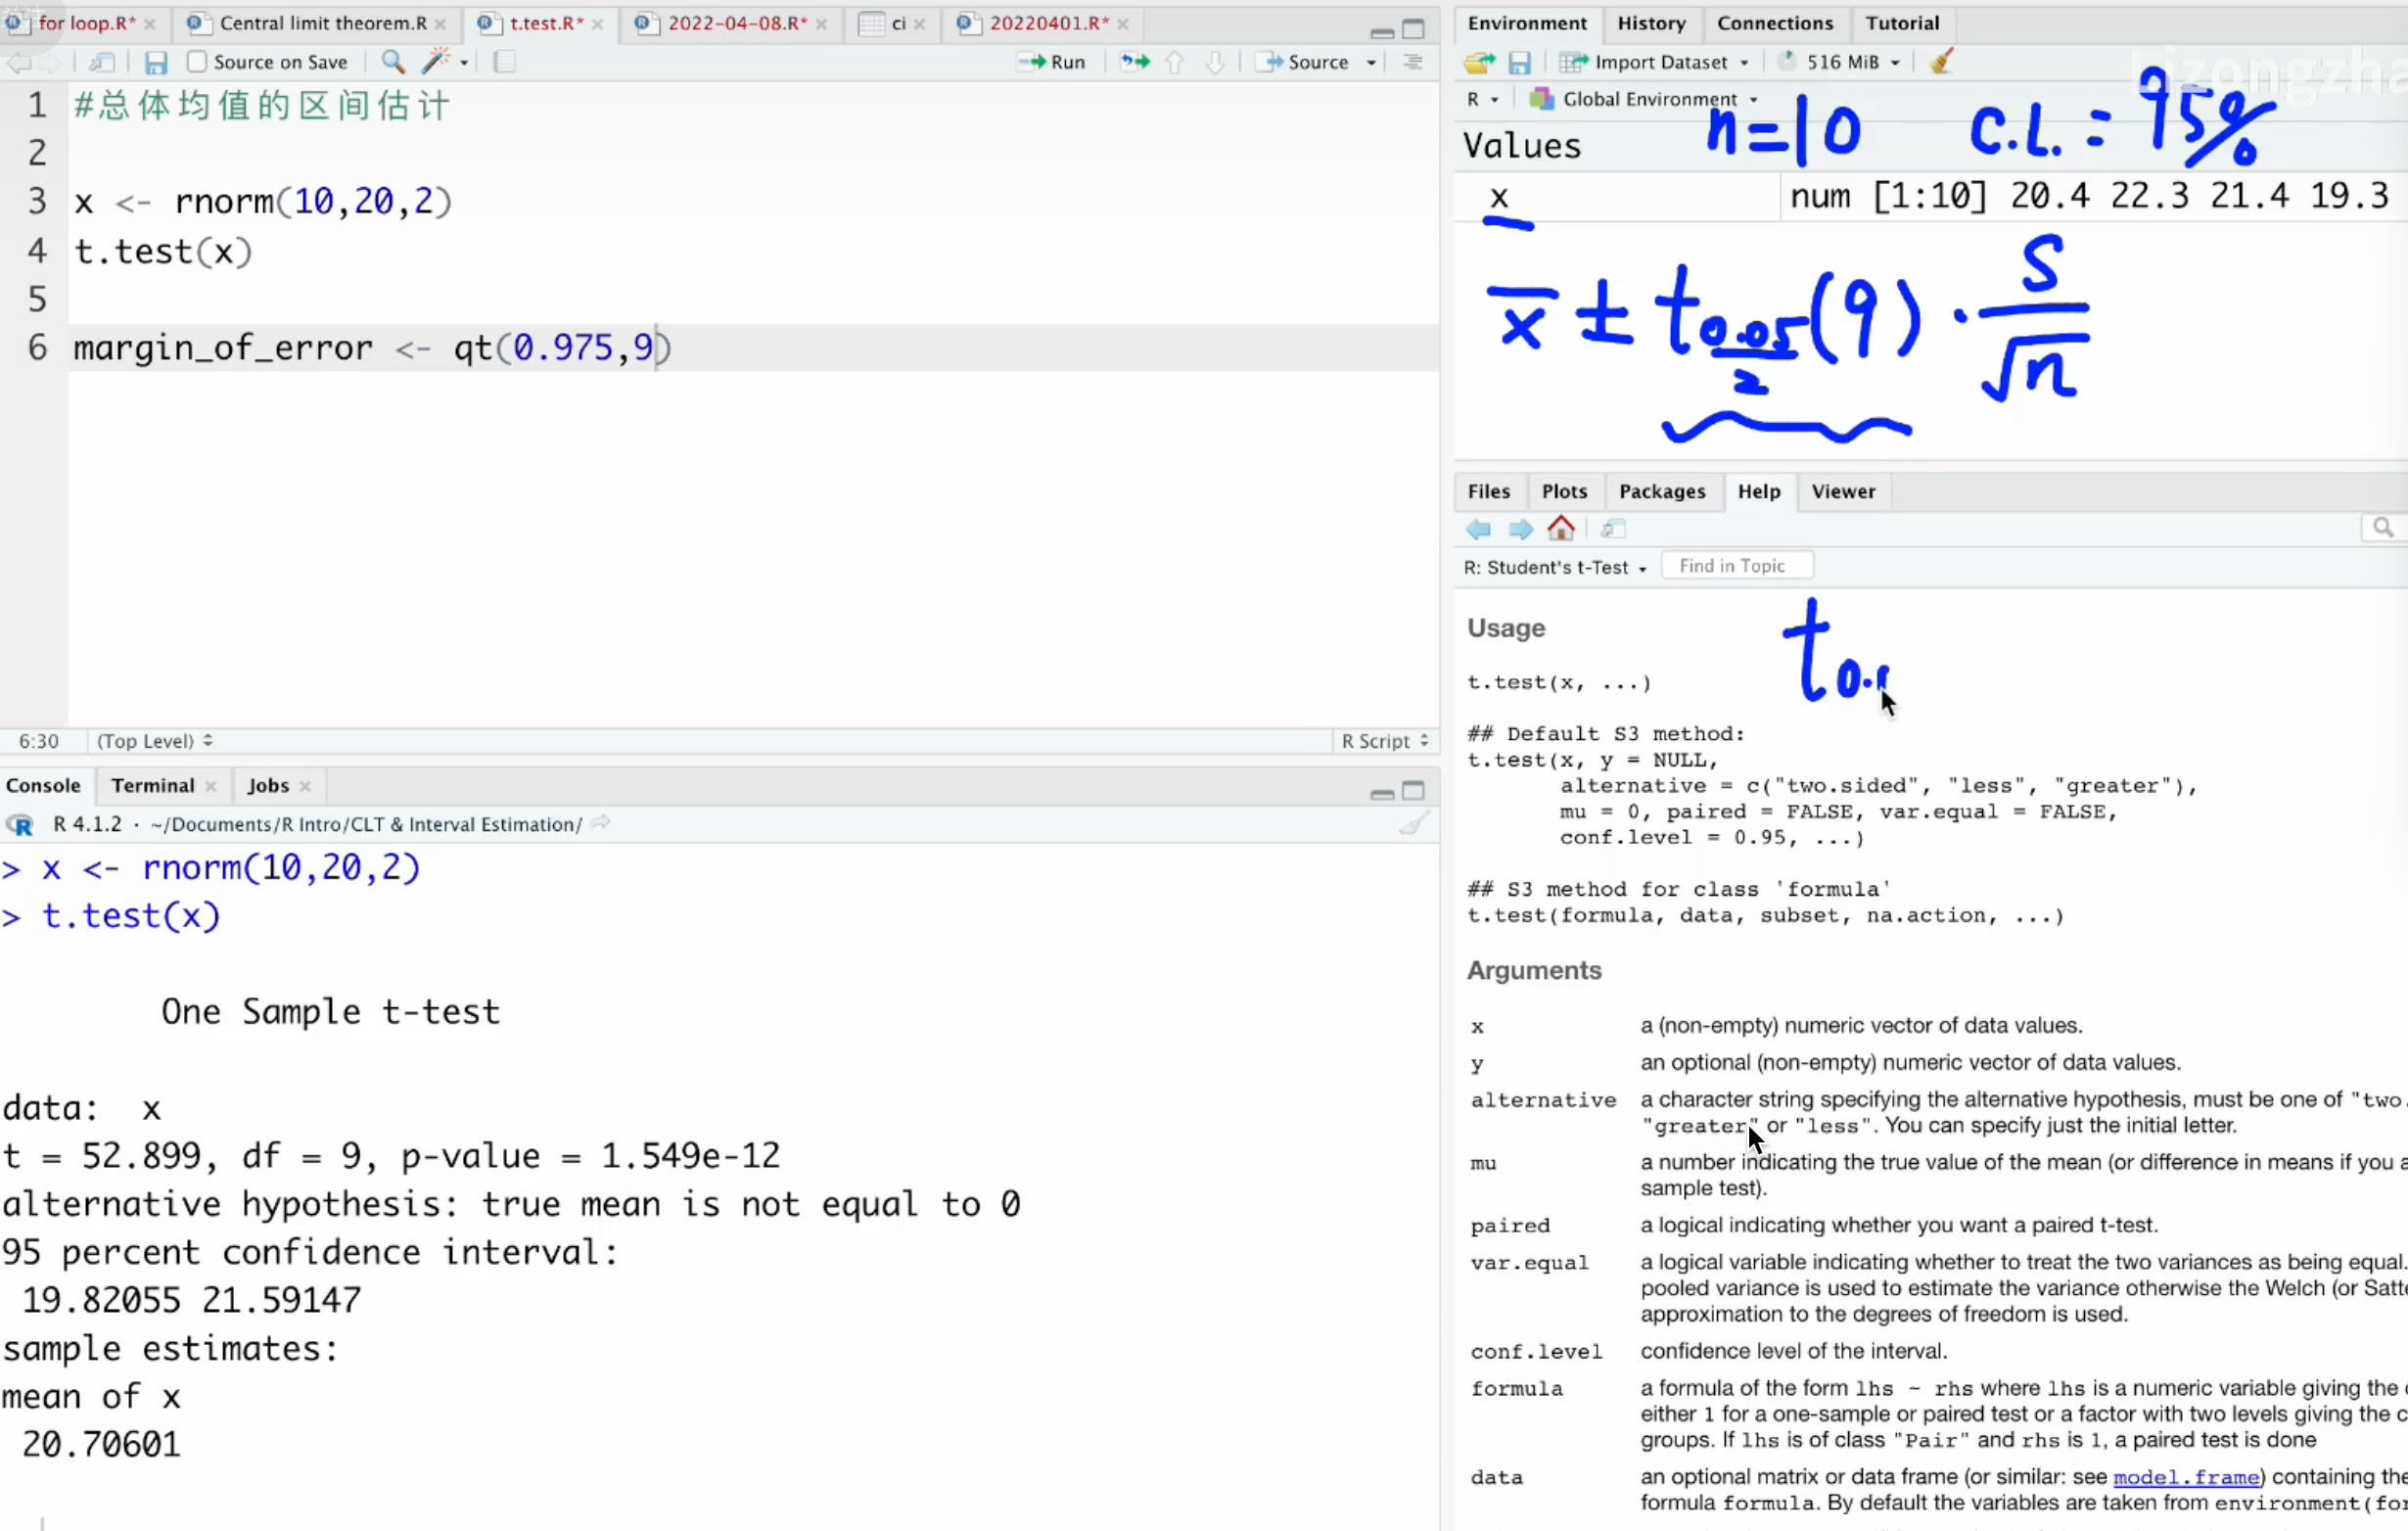 for loop.R*
Central limit theorem.R
t.test.R*
2022-04-08.R*
ci
20220401.R*
Source on Save
Run
Source
1 #总体均值的区间估计
2
3 x <- rnorm(10,20,2)
4 t.test(x)
5
6 margin_of_error <- qt(0.975,9)
6:30 (Top Level) R Script
Console Terminal Jobs
R 4.1.2 · ~/Documents/R Intro/CLT & Interval Estimation/
> x <- rnorm(10,20,2)
> t.test(x)
One Sample t-test
data: x
t = 52.899, df = 9, p-value = 1.549e-12
alternative hypothesis: true mean is not equal to 0
95 percent confidence interval:
19.82055 21.59147
sample estimates:
mean of x
20.70601
Environment History Connections Tutorial
Import Dataset 516 MiB
R Global Environment
n=10 C.L. = 95%
Values
x num [1:10] 20.4 22.3 21.4 19.3
x̄ ± t0.05/2(9) · S/√n
Files Plots Packages Help Viewer
R: Student's t-Test Find in Topic
Usage
t0.
t.test(x, ...)
## Default S3 method:
t.test(x, y = NULL,
alternative = c("two.sided", "less", "greater"),
mu = 0, paired = FALSE, var.equal = FALSE,
conf.level = 0.95, ...)
## S3 method for class 'formula'
t.test(formula, data, subset, na.action, ...)
Arguments
x a (non-empty) numeric vector of data values.
y an optional (non-empty) numeric vector of data values.
alternative a character string specifying the alternative hypothesis, must be one of "two.
"greater" or "less". You can specify just the initial letter.
mu a number indicating the true value of the mean (or difference in means if you a
sample test).
paired a logical indicating whether you want a paired t-test.
var.equal a logical variable indicating whether to treat the two variances as being equal.
pooled variance is used to estimate the variance otherwise the Welch (or Satte
approximation to the degrees of freedom is used.
conf.level confidence level of the interval.
formula a formula of the form lhs ~ rhs where lhs is a numeric variable giving the
either 1 for a one-sample or paired test or a factor with two levels giving the c
groups. If lhs is of class "Pair" and rhs is 1, a paired test is done
data an optional matrix or data frame (or similar: see model.frame) containing the
formula formula. By default the variables are taken from environment(for